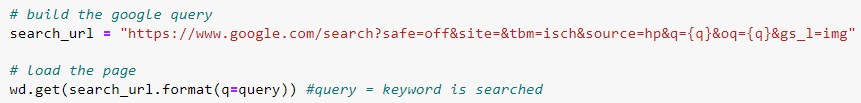 # build the google query
search_url = "https://www.google.com/search?safe=off&site=&tbm=isch&source=hp&q={q}&oq={q}&gs_l=img"
# load the page
wd.get(search_url.format(q=query)) #query = keyword is searched